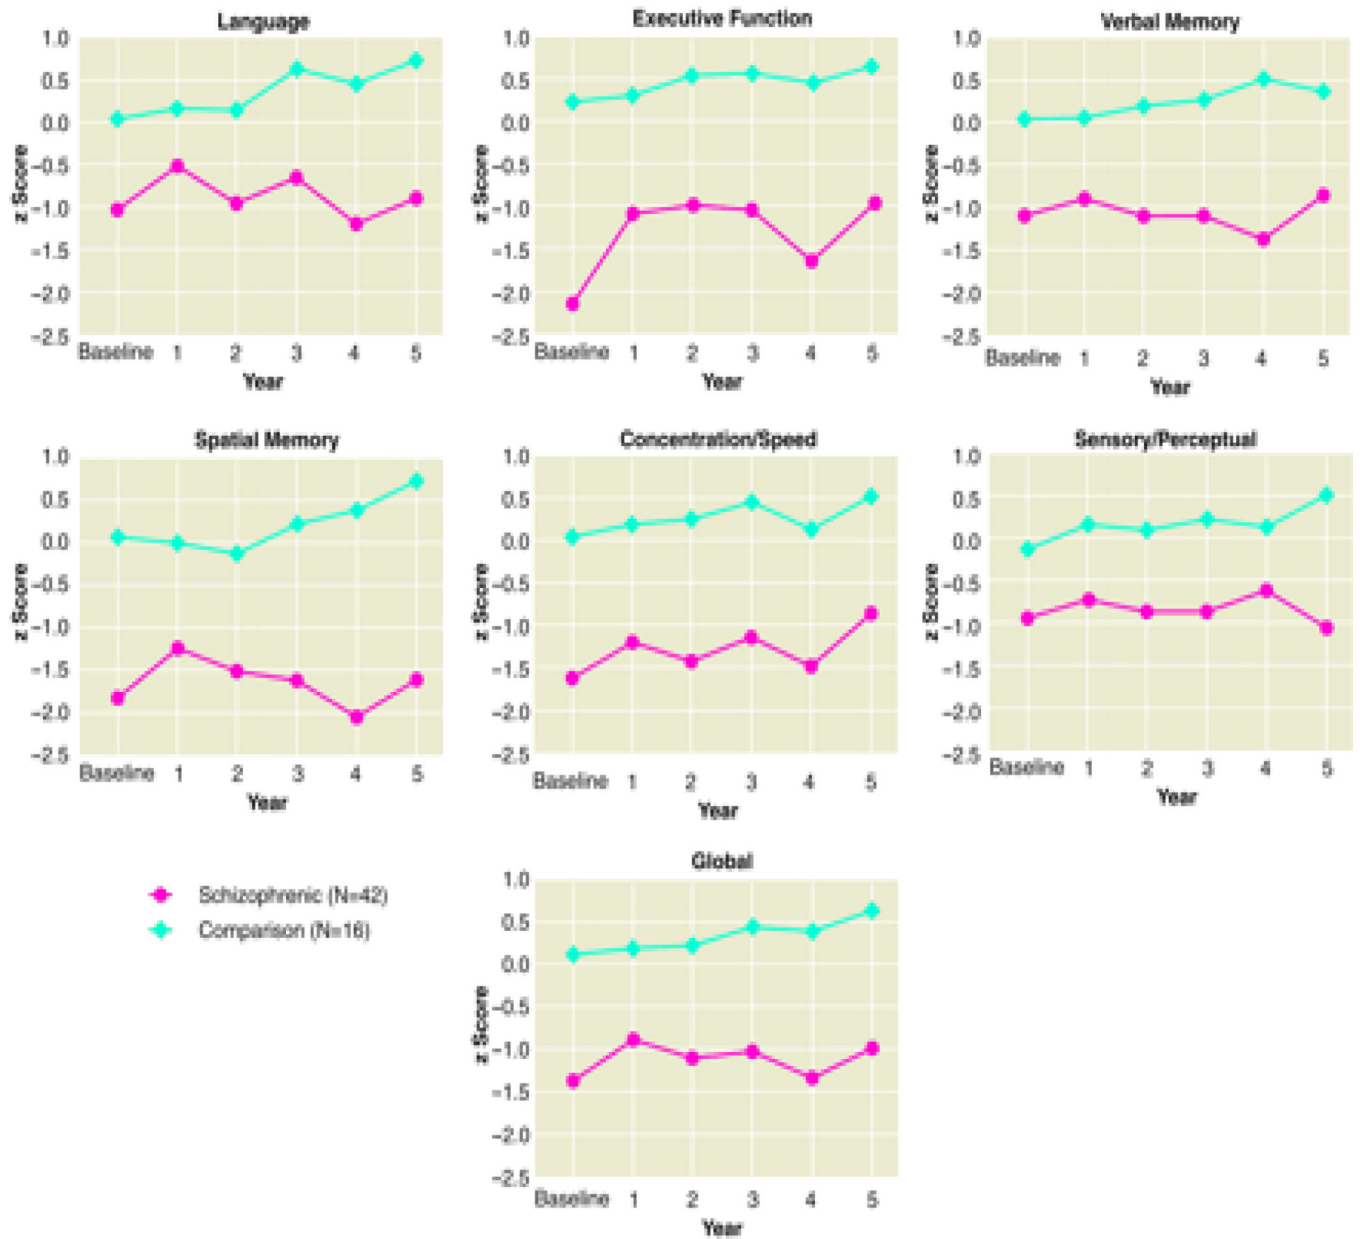 Language
1.0
0.5
0.0
−0.5
−1.0
−1.5
−2.0
−2.5
z Score
Baseline 1 2 3 4 5
Year
Executive Function
1.0
0.5
0.0
−0.5
−1.0
−1.5
−2.0
−2.5
z Score
Baseline 1 2 3 4 5
Year
Verbal Memory
1.0
0.5
0.0
−0.5
−1.0
−1.5
−2.0
−2.5
z Score
Baseline 1 2 3 4 5
Year
Spatial Memory
1.0
0.5
0.0
−0.5
−1.0
−1.5
−2.0
−2.5
z Score
Baseline 1 2 3 4 5
Year
Concentration/Speed
1.0
0.5
0.0
−0.5
−1.0
−1.5
−2.0
−2.5
z Score
Baseline 1 2 3 4 5
Year
Sensory/Perceptual
1.0
0.5
0.0
−0.5
−1.0
−1.5
−2.0
−2.5
z Score
Baseline 1 2 3 4 5
Year
Schizophrenic (N=42)
Comparison (N=16)
Global
1.0
0.5
0.0
−0.5
−1.0
−1.5
−2.0
−2.5
z Score
Baseline 1 2 3 4 5
Year